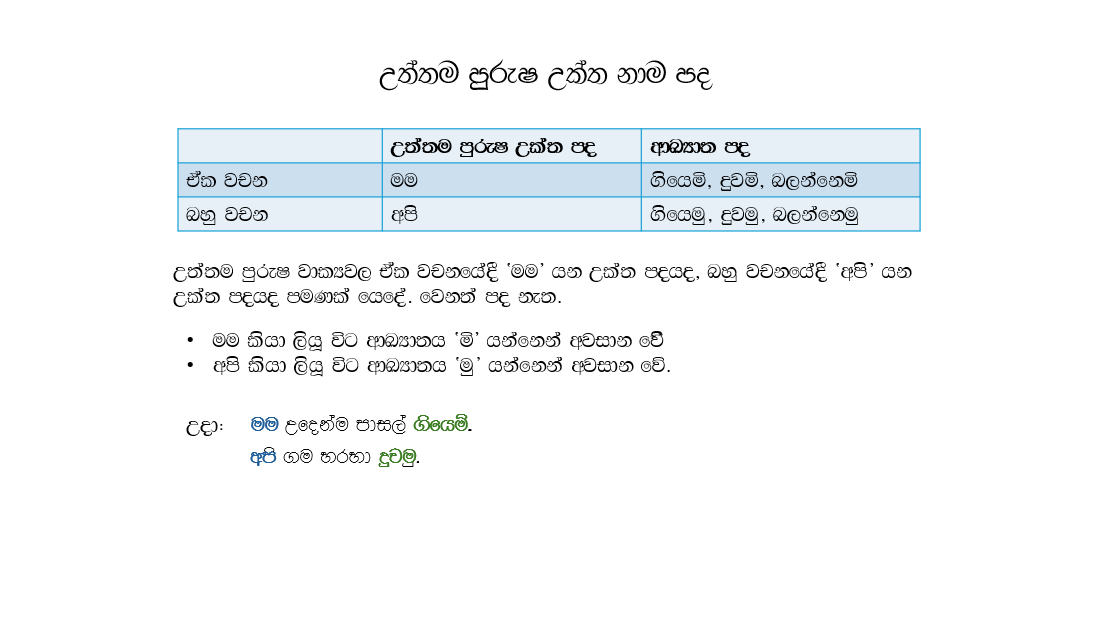 උත්තම පුරුෂ උක්ත නාම පද
උත්තම පුරුෂ උක්ත පද ආඛ්‍යාත පද
ඒක වචන මම ගියෙමි, දුවමි, බලන්නෙමි
බහු වචන අපි ගියෙමු, දුවමු, බලන්නෙමු
උත්තම පුරුෂ වාක්‍යවල ඒක වචනයේදී ‘මම’ යන උක්ත පදයද, බහු වචනයේදී ‘අපි’ යන
උක්ත පදයද පමණක් යෙදේ. වෙනත් පද නැත.
• මම කියා ලියූ විට ආඛ්‍යාතය ‘මි’ යන්නෙන් අවසාන වේ
• අපි කියා ලියූ විට ආඛ්‍යාතය ‘මු’ යන්නෙන් අවසාන වේ.
උදා: මම උදෙන්ම පාසල් ගියෙමි.
අපි ගම හරහා දුවමු.